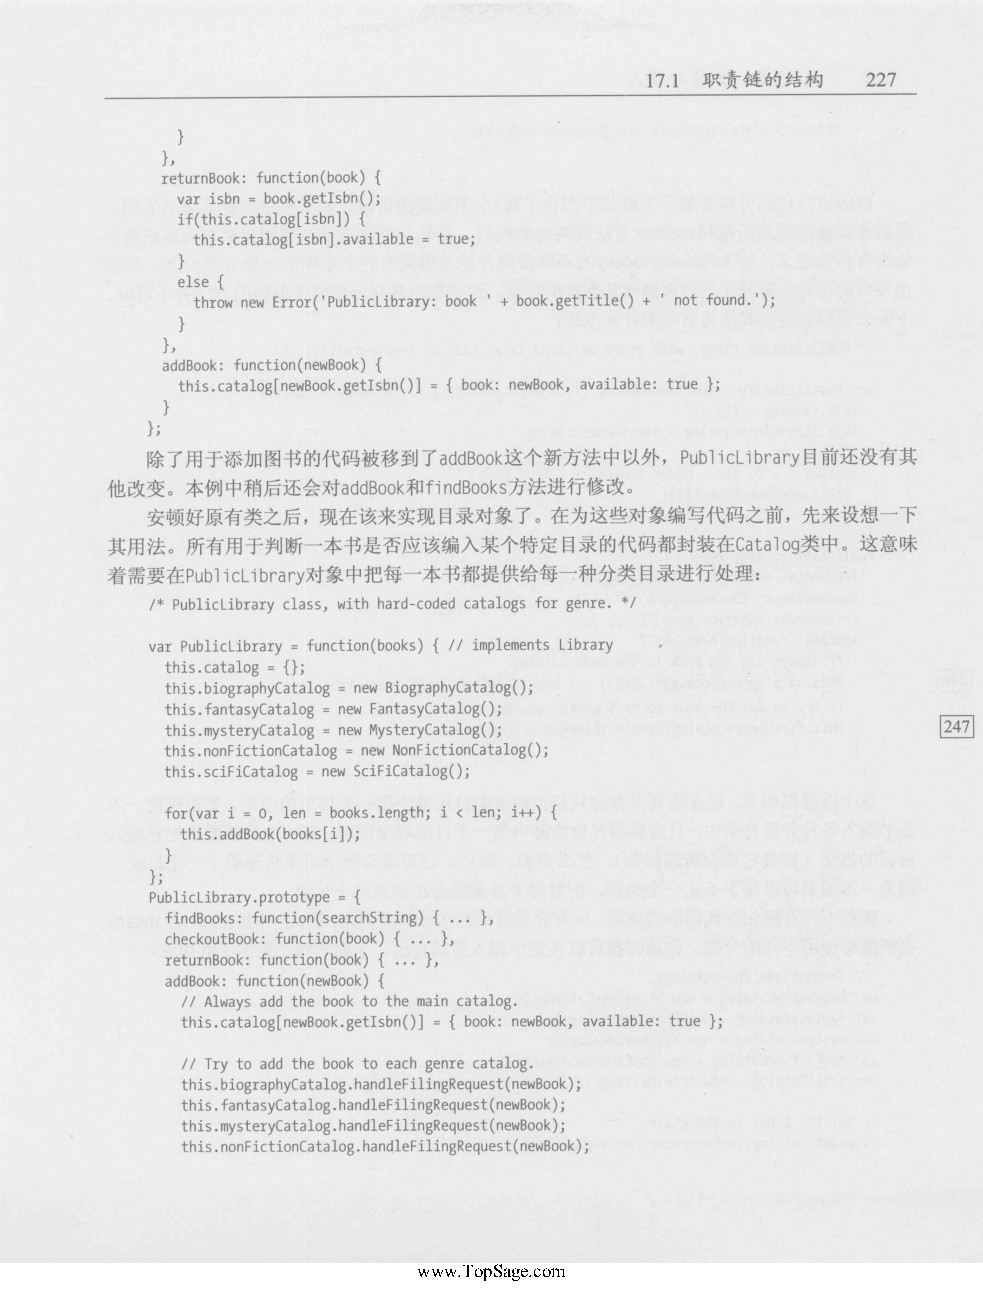 17.1 职责链的结构 227
}
},
returnBook: function(book) {
var isbn = book.getIsbn();
if(this.catalog[isbn]) {
this.catalog[isbn].available = true;
}
else {
throw new Error('PublicLibrary: book ' + book.getTitle() + ' not found.');
}
},
addBook: function(newBook) {
this.catalog[newBook.getIsbn()] = { book: newBook, available: true };
}
};
除了用于添加图书的代码被移到了addBook这个新方法中以外，PublicLibrary目前还没有其
他改变。本例中稍后还会对addBook和findBooks方法进行修改。
安顿好原有类之后，现在该来实现目录对象了。在为这些对象编写代码之前，先来设想一下
其用法。所有用于判断一本书是否应该编入某个特定目录的代码都封装在Catalog类中。这意味
着需要在PublicLibrary对象中把每一本书都提供给每一种分类目录进行处理：
/* PublicLibrary class, with hard-coded catalogs for genre. */
var PublicLibrary = function(books) { // implements Library
this.catalog = {};
this.biographyCatalog = new BiographyCatalog();
this.fantasyCatalog = new FantasyCatalog();
this.mysteryCatalog = new MysteryCatalog();
this.nonFictionCatalog = new NonFictionCatalog();
this.sciFiCatalog = new SciFiCatalog();
247
for(var i = 0, len = books.length; i < len; i++) {
this.addBook(books[i]);
}
};
PublicLibrary.prototype = {
findBooks: function(searchString) { ... },
checkoutBook: function(book) { ... },
returnBook: function(book) { ... },
addBook: function(newBook) {
// Always add the book to the main catalog.
this.catalog[newBook.getIsbn()] = { book: newBook, available: true };
// Try to add the book to each genre catalog.
this.biographyCatalog.handleFilingRequest(newBook);
this.fantasyCatalog.handleFilingRequest(newBook);
this.mysteryCatalog.handleFilingRequest(newBook);
this.nonFictionCatalog.handleFilingRequest(newBook);
www.TopSage.com